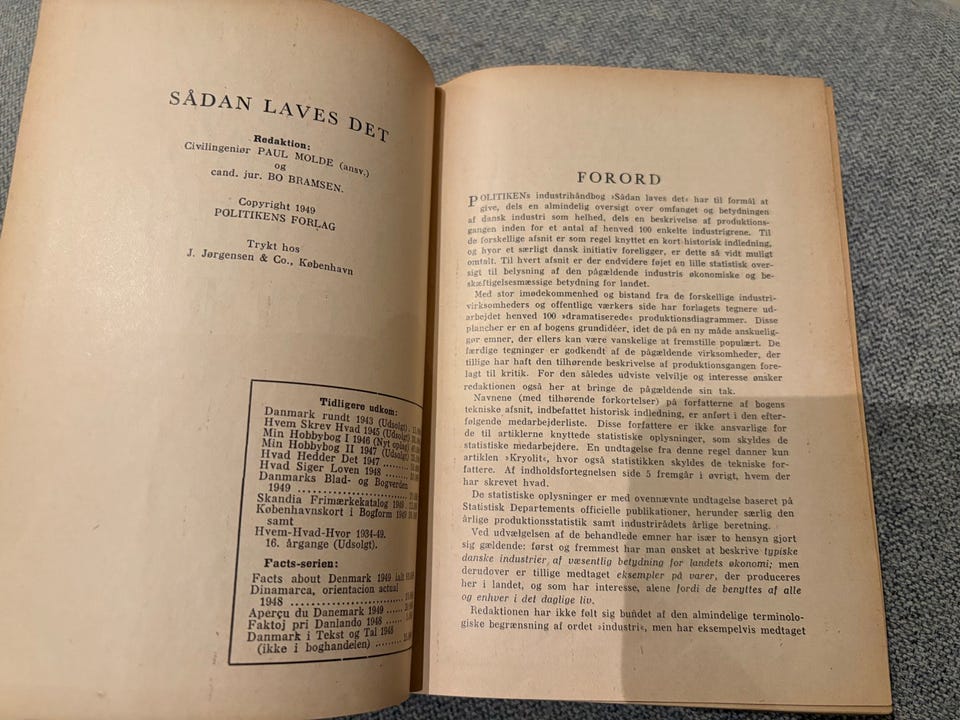 SÅDAN LAVES DET
Redaktion:
Civilingeniør PAUL MOLDE (ansv.)
og
cand. jur. BO BRAMSEN.
Copyright 1949
POLITIKENS FORLAG
Trykt hos
J. Jørgensen & Co., København
Tidligere udkom:
Danmark rundt 1943 (Udsolgt)
Hvem Skrev Hvad 1945 (Udsolgt)
Min Hobbybog I 1946 (Nyt oplag)
Min Hobbybog II 1947 (Udsolgt)
Hvad Hedder Det 1947
Hvad Siger Loven 1948
Danmarks Blad- og Bogverden
1949
Skandia Frimærkekatalog 1949
Københavnskort i Bogform 1949
samt
Hvem-Hvad-Hvor 1934-49.
16. årgange (Udsolgt).
Facts-serien:
Facts about Denmark 1949 ialt
Dinamarca, orientacion actual
1948
Aperçu du Danemark 1949
Faktoj pri Danlando 1948
Danmark i Tekst og Tal 1948
(ikke i boghandelen)
FORORD
POLITIKENs industrihåndbog »Sådan laves det« har til formål at
give, dels en almindelig oversigt over omfanget og betydningen
af dansk industri som helhed, dels en beskrivelse af produktions-
gangen inden for et antal af henved 100 enkelte industrigrene. Til
de forskellige afsnit er som regel knyttet en kort historisk indledning,
og hvor et særligt dansk initiativ foreligger, er dette så vidt muligt
omtalt. Til hvert afsnit er der endvidere føjet en lille statistisk over-
sigt til belysning af den pågældende industris økonomiske og be-
skæftigelsesmæssige betydning for landet.
Med stor imødekommenhed og bistand fra de forskellige industri-
virksomheders og offentlige værkers side har forlagets tegnere ud-
arbejdet henved 100 »dramatiserede« produktionsdiagrammer. Disse
plancher er en af bogens grundidéer, idet de på en ny måde anskuelig-
gør emner, der ellers kan være vanskelige at fremstille populært. De
færdige tegninger er godkendt af de pågældende virksomheder, der
tillige har haft den tilhørende beskrivelse af produktionsgangen fore-
lagt til kritik. For den således udviste velvilje og interesse ønsker
redaktionen også her at bringe de pågældende sin tak.
Navnene (med tilhørende forkortelser) på forfatterne af bogens
tekniske afsnit, indbefattet historisk indledning, er anført i den efter-
følgende medarbejderliste. Disse forfattere er ikke ansvarlige for
de til artiklerne knyttede statistiske oplysninger, som skyldes de
statistiske medarbejdere. En undtagelse fra denne regel danner kun
artiklen »Kryolit«, hvor også statistikken skyldes de tekniske for-
fattere. Af indholdsfortegnelsen side 5 fremgår i øvrigt, hvem der
har skrevet hvad.
De statistiske oplysninger er med ovennævnte undtagelse baseret på
Statistisk Departements officielle publikationer, herunder særlig den
årlige produktionsstatistik samt industrirådets årlige beretning.
Ved udvælgelsen af de behandlede emner har især to hensyn gjort
sig gældende: først og fremmest har man ønsket at beskrive typiske
danske industrier af væsentlig betydning for landets økonomi; men
derudover er tillige medtaget eksempler på varer, der produceres
her i landet, og som har interesse, alene fordi de benyttes af alle
og enhver i det daglige liv.
Redaktionen har ikke følt sig bundet af den almindelige terminolo-
giske begrænsning af ordet »industri«, men har eksempelvis medtaget